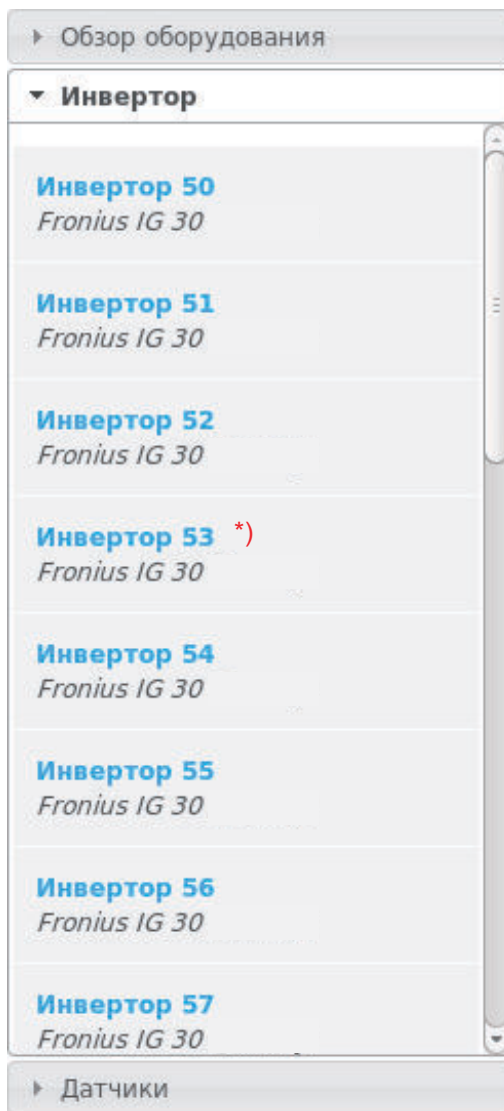 Обзор оборудования
Инвертор
Инвертор 50
Fronius IG 30
Инвертор 51
Fronius IG 30
Инвертор 52
Fronius IG 30
Инвертор 53 *)
Fronius IG 30
Инвертор 54
Fronius IG 30
Инвертор 55
Fronius IG 30
Инвертор 56
Fronius IG 30
Инвертор 57
Fronius IG 30
Датчики